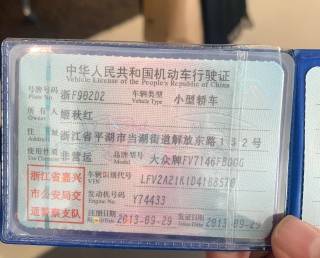 中华人民共和国机动车行驶证
Vehicle License of the People's Republic of China
号牌号码 浙F902D2 车辆类型 小型轿车
Plate No. Vehicle Type
所有人 姬秋红
Owner
住址 浙江省平湖市当湖街道解放东路132号
Address
使用性质 非营运 品牌型号 大众牌FV7146FBDGG
Use Character Model
浙江省嘉兴 车辆识别代号 LFV2A21K1D4188570
市公安局交 VIN
通警察支队 发动机号码 Y74433
Engine No.
注册日期 2013-09-29 发证日期 2013-09-29
Register Date Issue Date